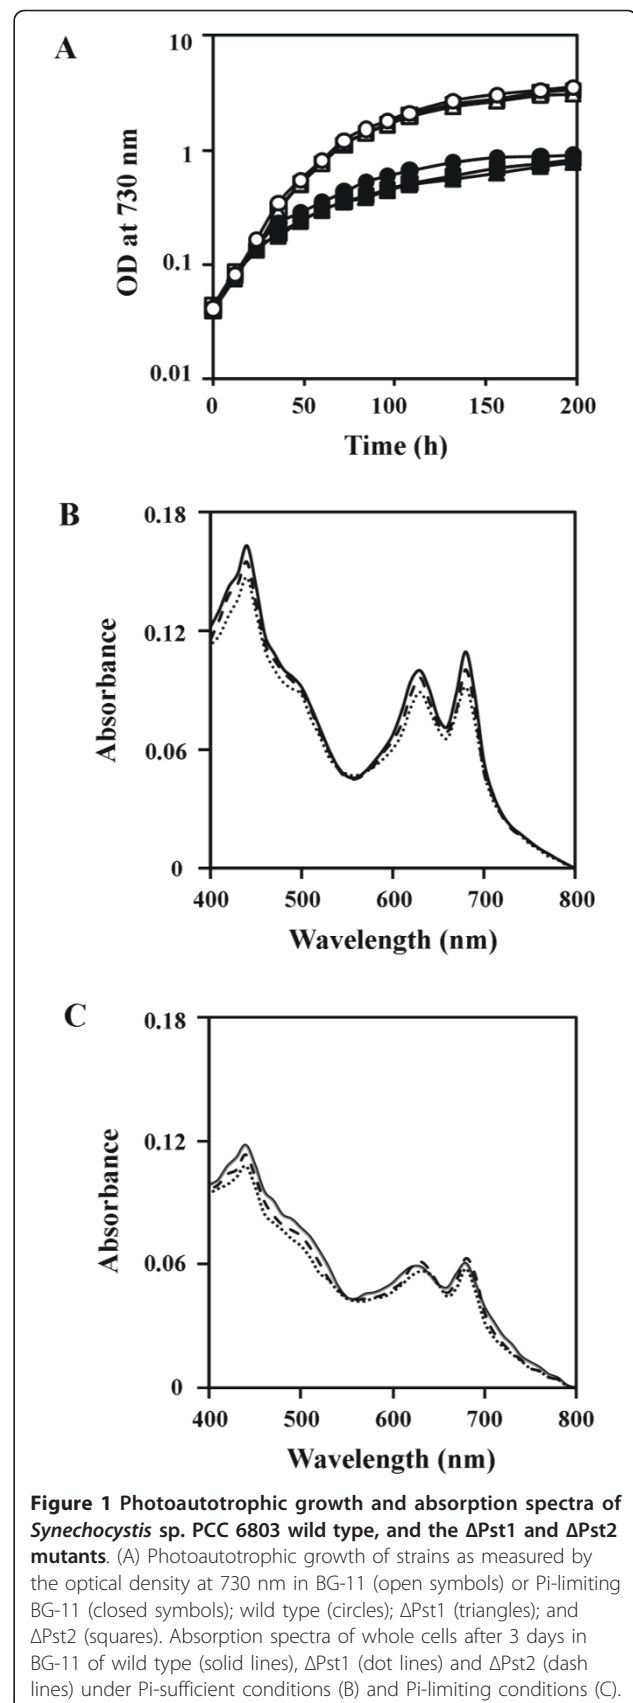 A
10
1
0.1
0.01
OD at 730 nm
0 50 100 150 200
Time (h)
B
0.18
0.12
0.06
0
Absorbance
400 500 600 700 800
Wavelength (nm)
C
0.18
0.12
0.06
0
Absorbance
400 500 600 700 800
Wavelength (nm)
Figure 1 Photoautotrophic growth and absorption spectra of
Synechocystis sp. PCC 6803 wild type, and the ΔPst1 and ΔPst2
mutants. (A) Photoautotrophic growth of strains as measured by
the optical density at 730 nm in BG-11 (open symbols) or Pi-limiting
BG-11 (closed symbols); wild type (circles); ΔPst1 (triangles); and
ΔPst2 (squares). Absorption spectra of whole cells after 3 days in
BG-11 of wild type (solid lines), ΔPst1 (dot lines) and ΔPst2 (dash
lines) under Pi-sufficient conditions (B) and Pi-limiting conditions (C).